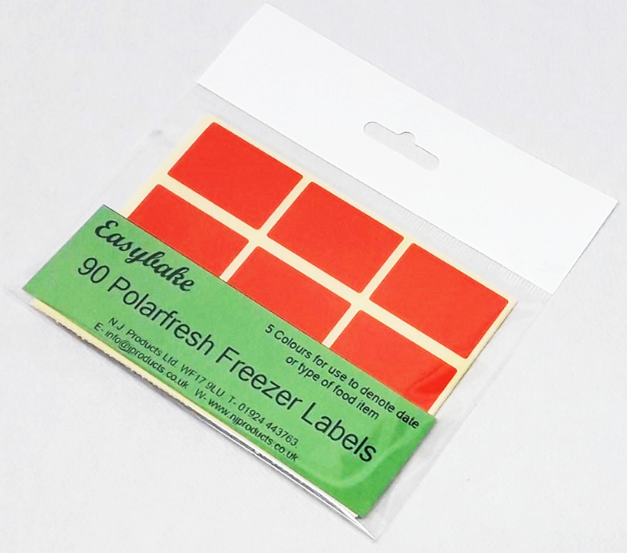 Easybake
90 Polarfresh Freezer Labels
5 Colours for use to denote date
or type of food item
N J Products Ltd. WF17 9LU T- 01924 443763
E- info@jproducts.co.uk W- www.njproducts.co.uk